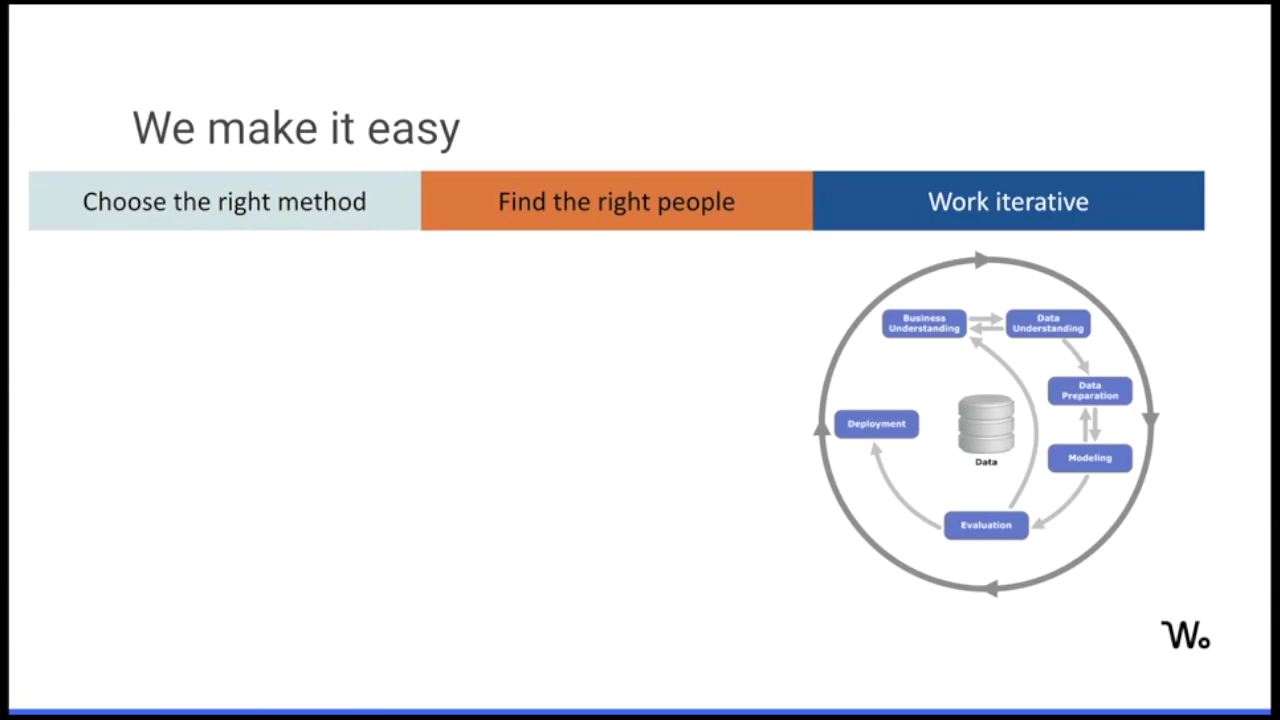 We make it easy
Choose the right method
Find the right people
Work iterative
Business
Understanding
Data
Understanding
Data
Preparation
Deployment
Data
Modeling
Evaluation
Wo